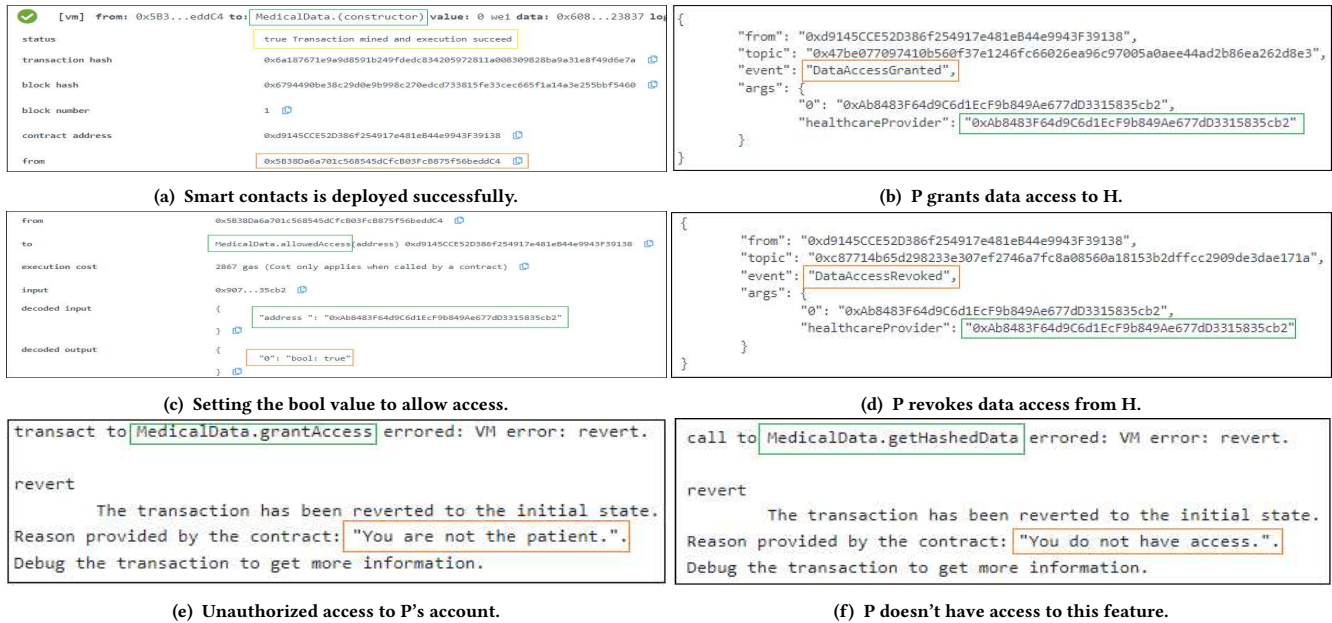 [vm] from: 0x5B3...eddC4 to: MedicalData.(constructor) value: 0 wei data: 0x608...23837 log
status true Transaction mined and execution succeed
transaction hash 0x6a187671e9a9d8591b249fdedc834205972811a008309828ba9a31e8f49d6e7a
block hash 0x6794490be38c29d0e9b998c270edcd733815fe33cec665f1a14a3e255bbf5460
block number 1
contract address 0xd9145CCE52D386f254917e481eB44e9943F39138
from 0x5B38Da6a701c568545dCfcB03FcB875f56beddC4
(a) Smart contacts is deployed successfully.
{
"from": "0xd9145CCE52D386f254917e481eB44e9943F39138",
"topic": "0x47be077097410b560f37e1246fc66026ea96c97005a0aee44ad2b86ea262d8e3",
"event": "DataAccessGranted",
"args": {
"0": "0xAb8483F64d9C6d1EcF9b849Ae677dD3315835cb2",
"healthcareProvider": "0xAb8483F64d9C6d1EcF9b849Ae677dD3315835cb2"
}
}
(b) P grants data access to H.
from 0x5B38Da6a701c568545dCfcB03FcB875f56beddC4
to MedicalData.allowedAccess(address) 0xd9145CCE52D386f254917e481eB44e9943F39138
execution cost 2867 gas (Cost only applies when called by a contract)
input 0x907...35cb2
decoded input {
"address ": "0xAb8483F64d9C6d1EcF9b849Ae677dD3315835cb2"
}
decoded output {
"0": "bool: true"
}
(c) Setting the bool value to allow access.
{
"from": "0xd9145CCE52D386f254917e481eB44e9943F39138",
"topic": "0xc87714b65d298233e307ef2746a7fc8a08560a18153b2dffcc2909de3dae171a",
"event": "DataAccessRevoked",
"args": {
"0": "0xAb8483F64d9C6d1EcF9b849Ae677dD3315835cb2",
"healthcareProvider": "0xAb8483F64d9C6d1EcF9b849Ae677dD3315835cb2"
}
}
(d) P revokes data access from H.
transact to MedicalData.grantAccess errored: VM error: revert.
revert
The transaction has been reverted to the initial state.
Reason provided by the contract: "You are not the patient.".
Debug the transaction to get more information.
(e) Unauthorized access to P's account.
call to MedicalData.getHashedData errored: VM error: revert.
revert
The transaction has been reverted to the initial state.
Reason provided by the contract: "You do not have access.".
Debug the transaction to get more information.
(f) P doesn't have access to this feature.